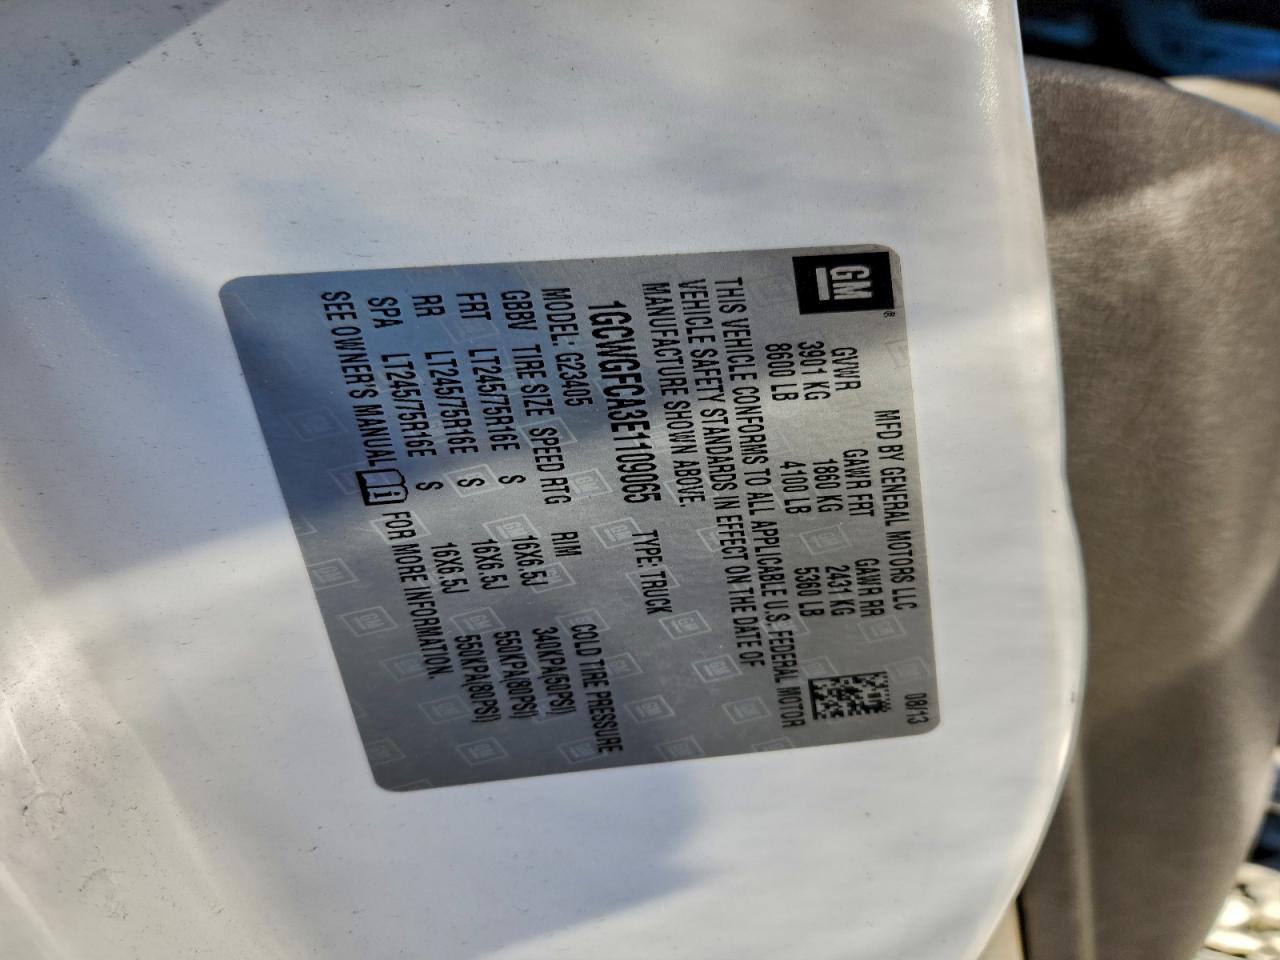 GM
MFD BY GENERAL MOTORS LLC 08/13
GVWR GAWR FRT GAWR RR
3901 KG 1860 KG 2431 KG
8600 LB 4100 LB 5360 LB
THIS VEHICLE CONFORMS TO ALL APPLICABLE U.S. FEDERAL MOTOR
VEHICLE SAFETY STANDARDS IN EFFECT ON THE DATE OF
MANUFACTURE SHOWN ABOVE.
1GCWGFCA3E1109065 TYPE: TRUCK
MODEL: G23405
GBBV TIRE SIZE SPEED RTG RIM COLD TIRE PRESSURE
FRT LT245/75R16E S 16X6.5J 340KPA(50PSI)
RR LT245/75R16E S 16X6.5J 550KPA(80PSI)
SPA LT245/75R16E S 16X6.5J 550KPA(80PSI)
SEE OWNER'S MANUAL i FOR MORE INFORMATION.